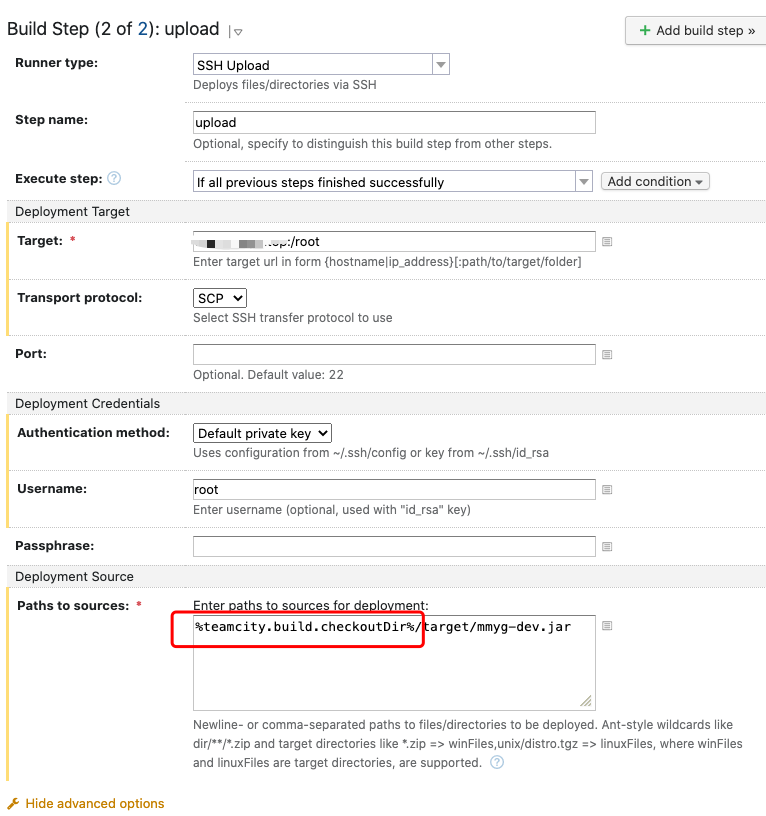 Build Step (2 of 2): upload
+ Add build step »
Runner type:
SSH Upload
Deploys files/directories via SSH
Step name:
upload
Optional, specify to distinguish this build step from other steps.
Execute step: ?
If all previous steps finished successfully
Add condition
Deployment Target
Target: *
:/root
Enter target url in form {hostname|ip_address}[:path/to/target/folder]
Transport protocol:
SCP
Select SSH transfer protocol to use
Port:
Optional. Default value: 22
Deployment Credentials
Authentication method:
Default private key
Uses configuration from ~/.ssh/config or key from ~/.ssh/id_rsa
Username:
root
Enter username (optional, used with "id_rsa" key)
Passphrase:
Deployment Source
Paths to sources: *
Enter paths to sources for deployment:
%teamcity.build.checkoutDir%/target/mmyg-dev.jar
Newline- or comma-separated paths to files/directories to be deployed. Ant-style wildcards like
dir/**/*.zip and target directories like *.zip => winFiles,unix/distro.tgz => linuxFiles, where winFiles
and linuxFiles are target directories, are supported. ?
Hide advanced options